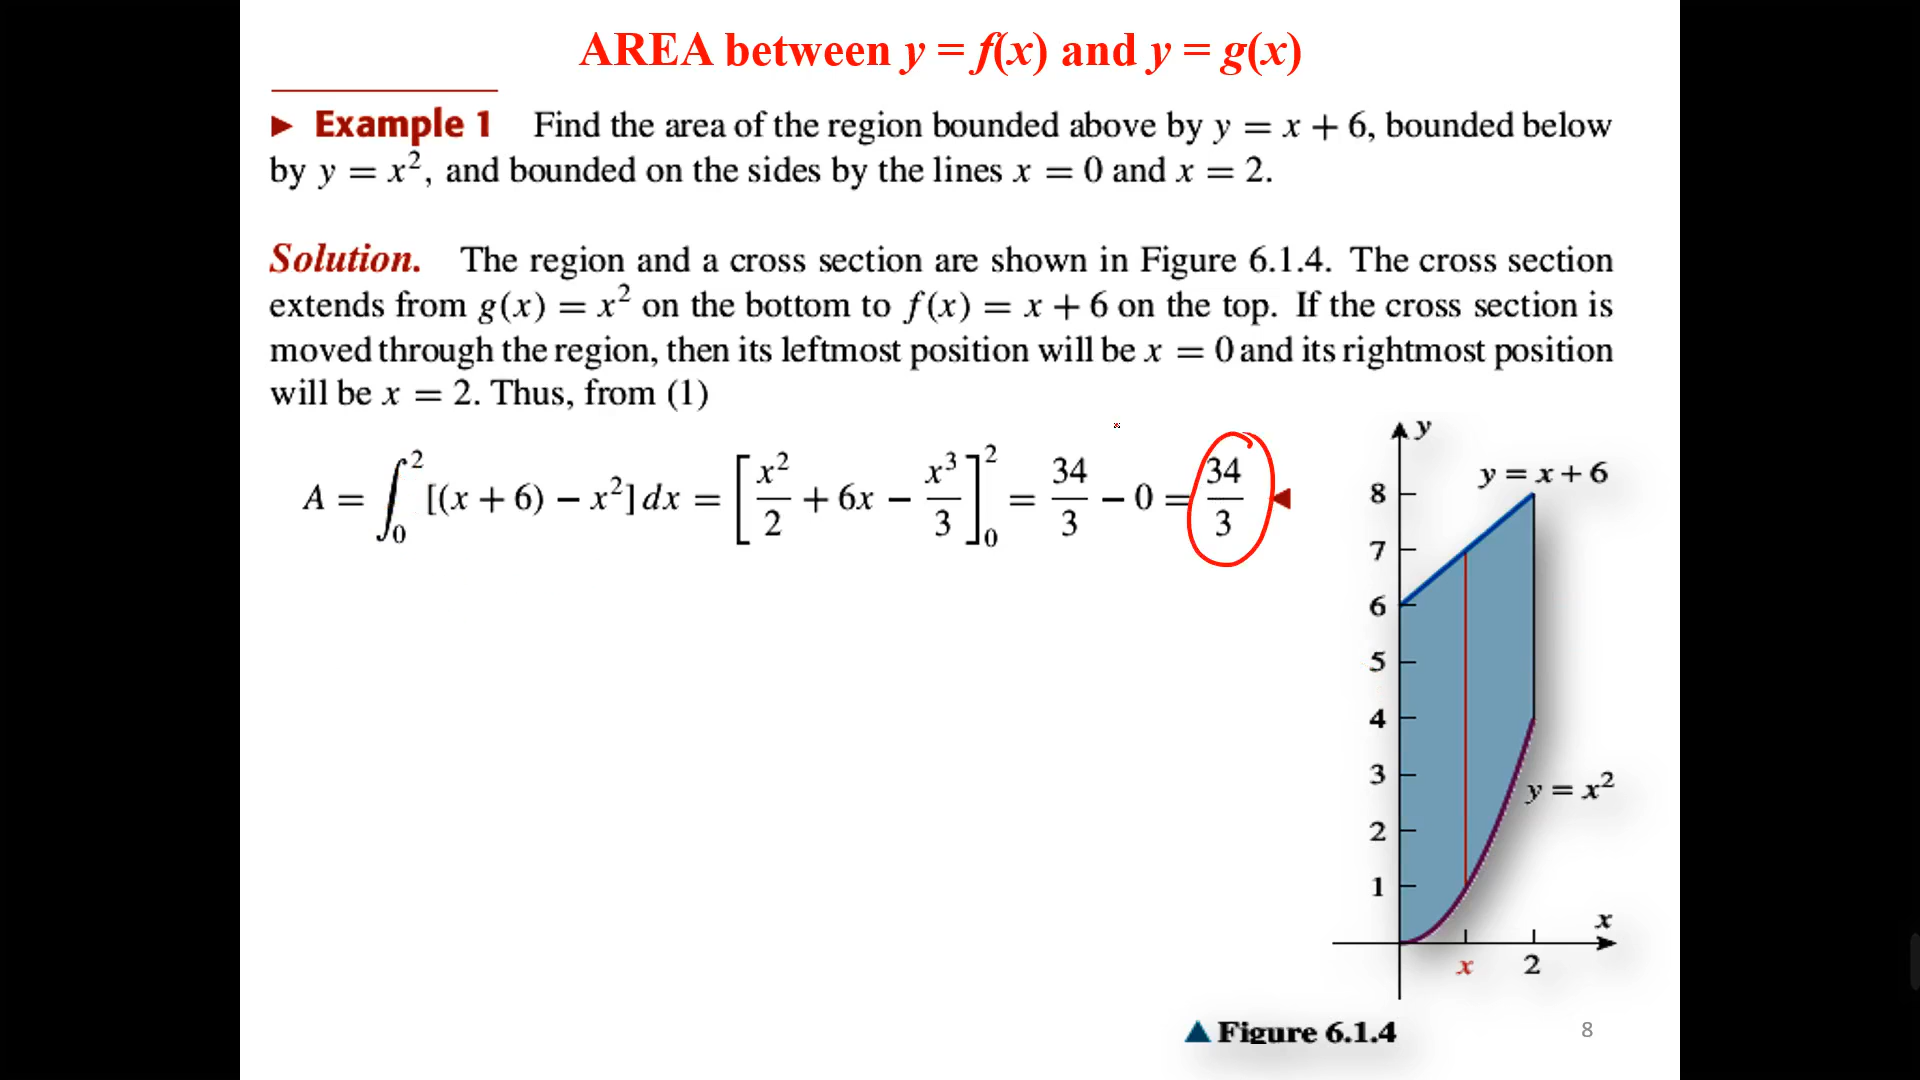 AREA between y = f(x) and y = g(x)
▶ Example 1 Find the area of the region bounded above by y = x + 6, bounded below
by y = x², and bounded on the sides by the lines x = 0 and x = 2.
Solution. The region and a cross section are shown in Figure 6.1.4. The cross section
extends from g(x) = x² on the bottom to f(x) = x + 6 on the top. If the cross section is
moved through the region, then its leftmost position will be x = 0 and its rightmost position
will be x = 2. Thus, from (1)
A = ∫₀² [(x + 6) − x²] dx = [x²/2 + 6x − x³/3]₀² = 34/3 − 0 = 34/3 ◀
y
y = x + 6
8
7
6
5
4
3
y = x²
2
1
x
x 2
▲ Figure 6.1.4
8